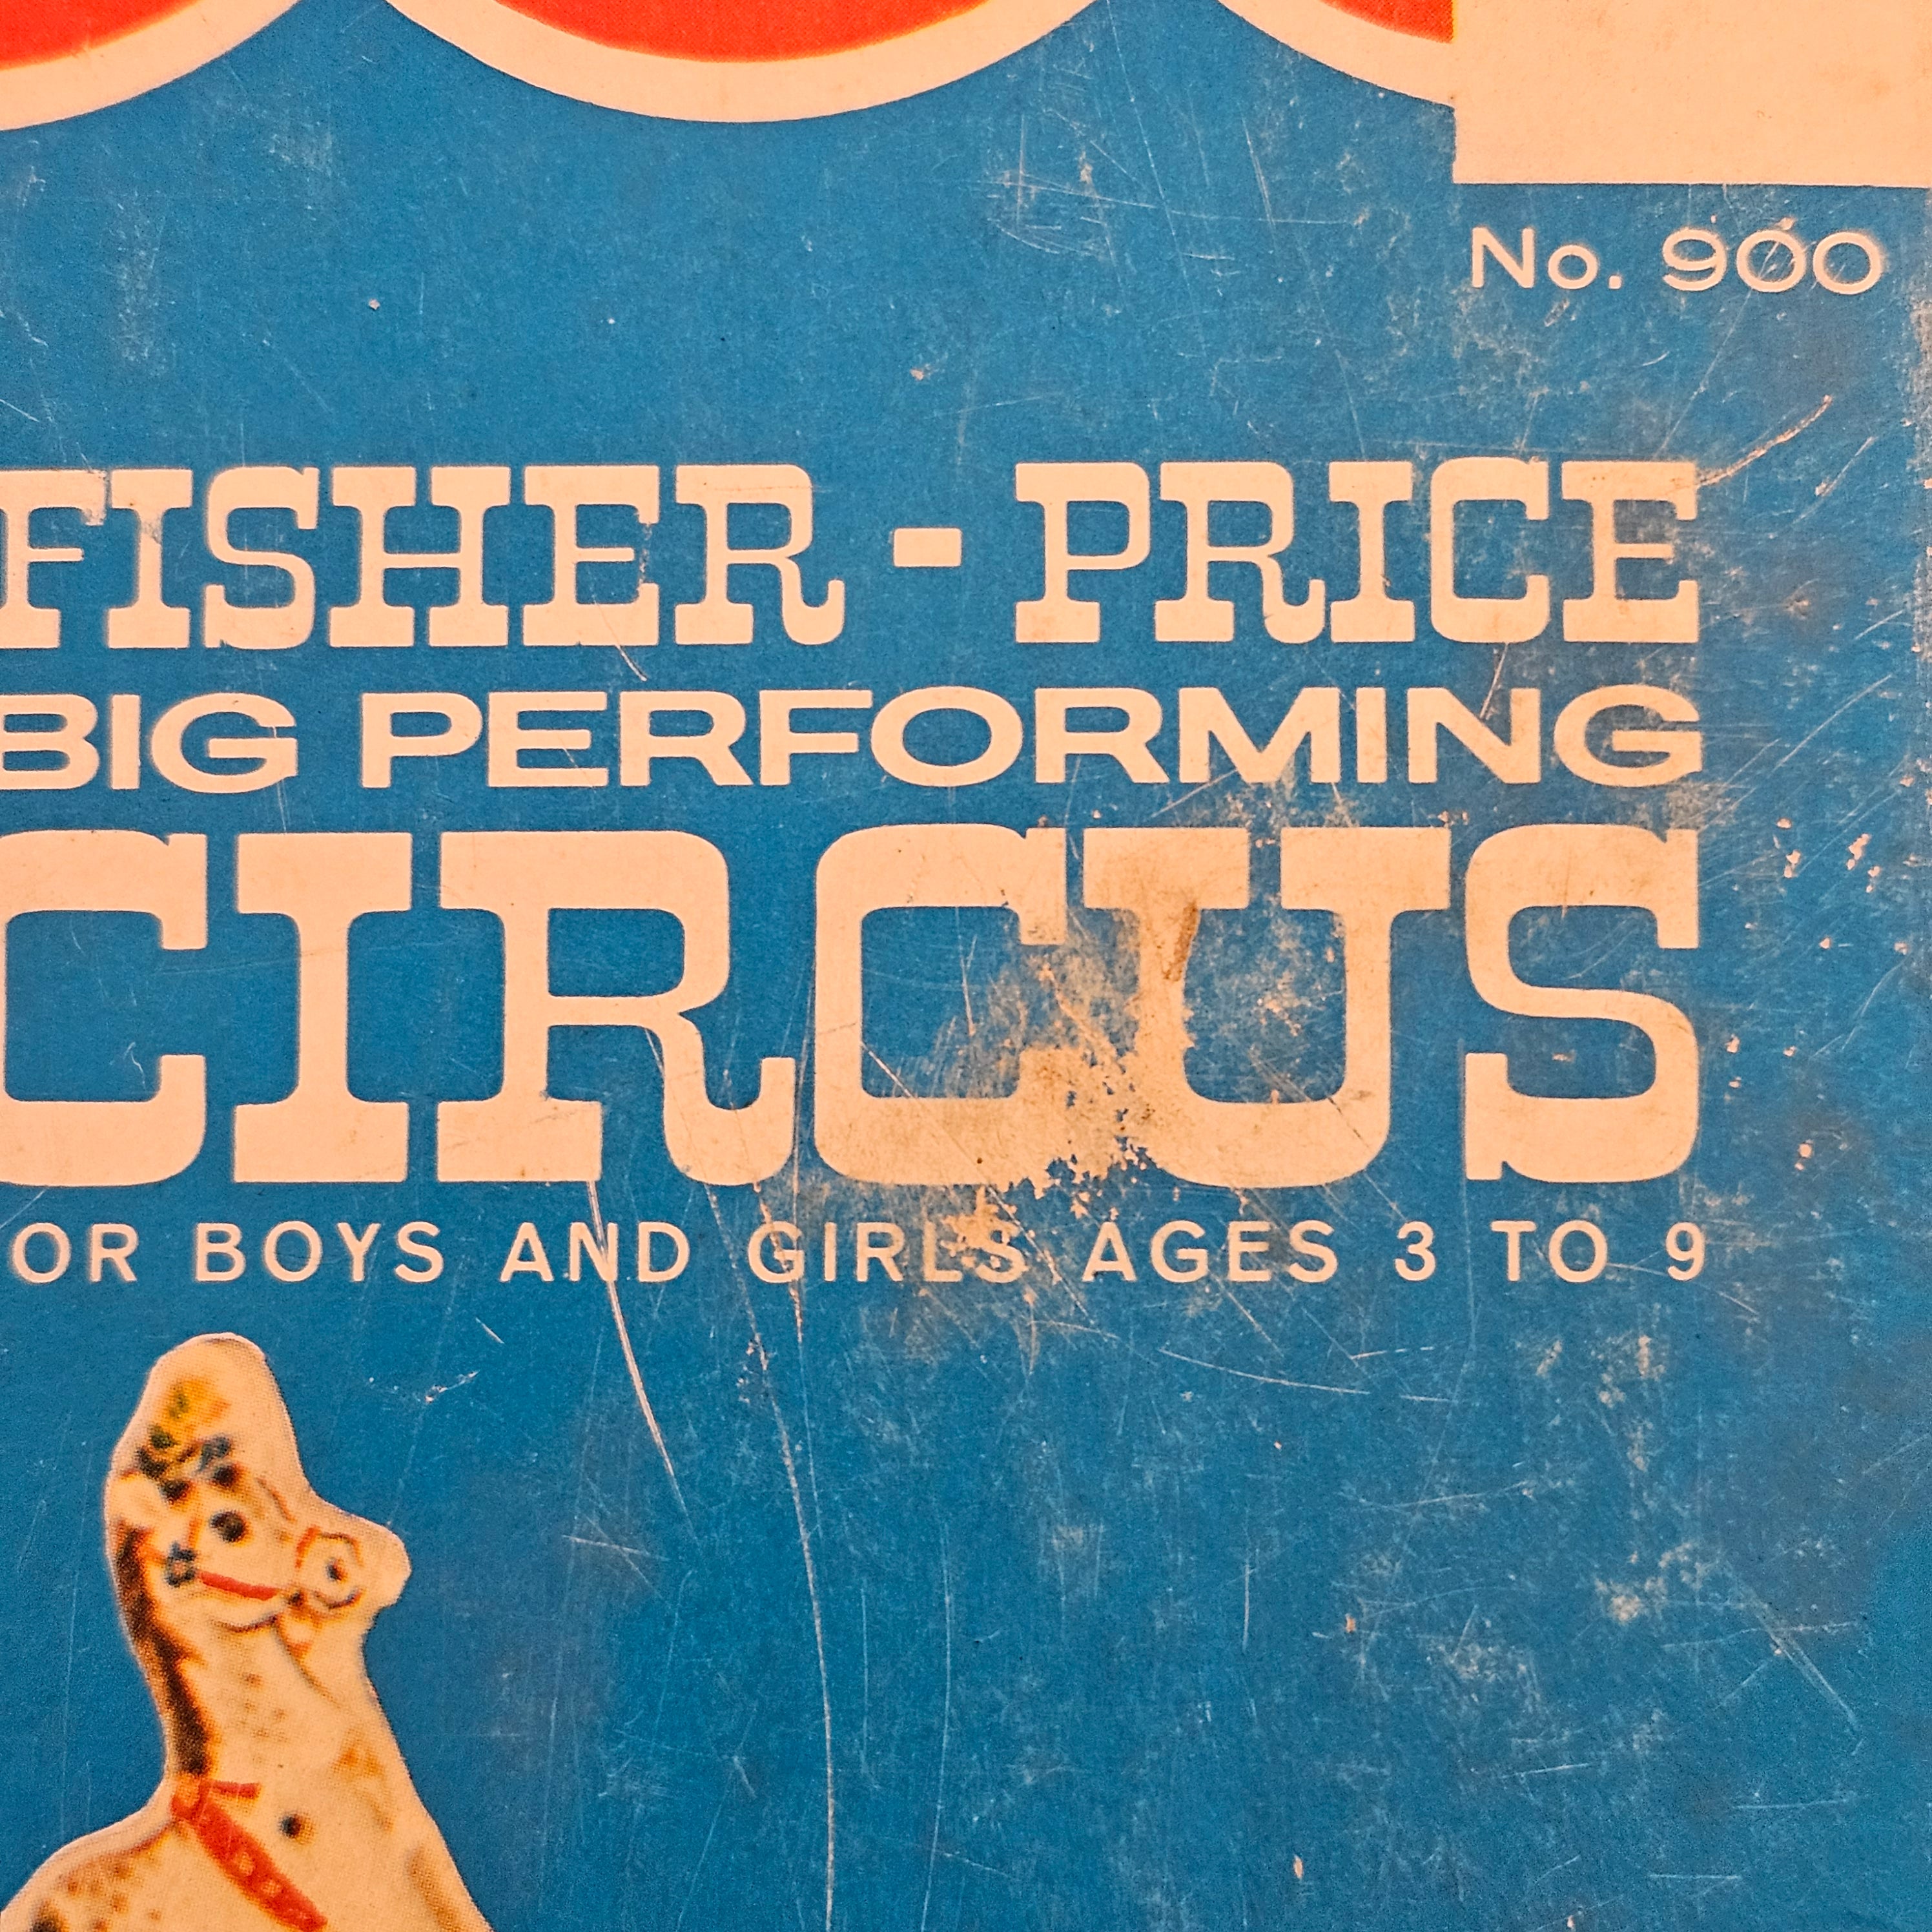 No. 900
FISHER - PRICE
BIG PERFORMING
CIRCUS
OR BOYS AND GIRLS AGES 3 TO 9